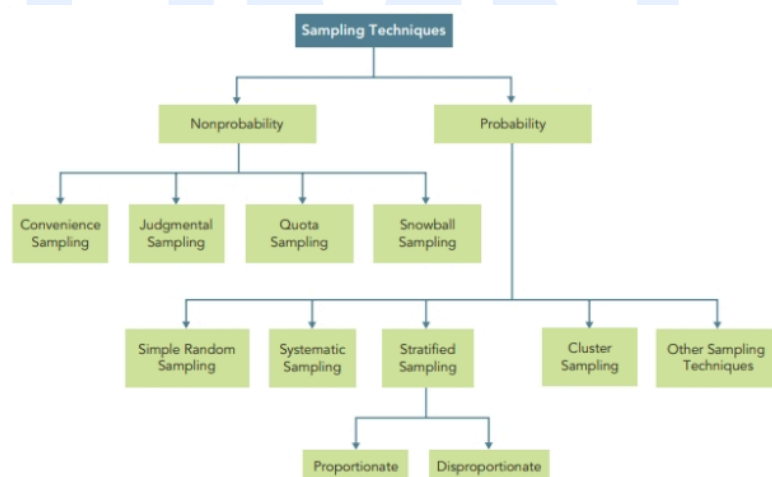 Sampling Techniques
Nonprobability
Probability
Convenience
Sampling
Judgmental
Sampling
Quota
Sampling
Snowball
Sampling
Simple Random
Sampling
Systematic
Sampling
Stratified
Sampling
Cluster
Sampling
Other Sampling
Techniques
Proportionate
Disproportionate